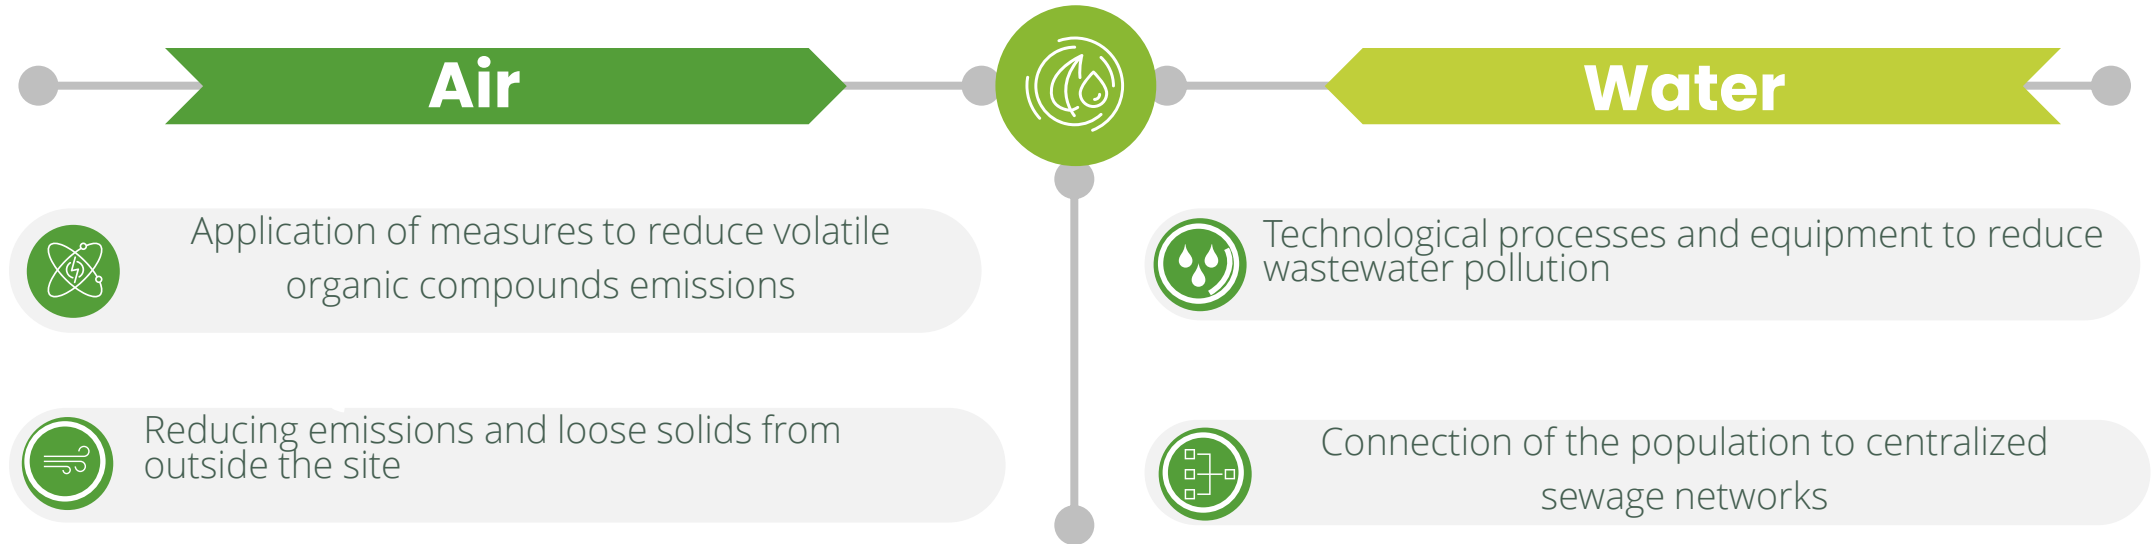 Air
Application of measures to reduce volatile
organic compounds emissions
Reducing emissions and loose solids from
outside the site
Water
Technological processes and equipment to reduce
wastewater pollution
Connection of the population to centralized
sewage networks